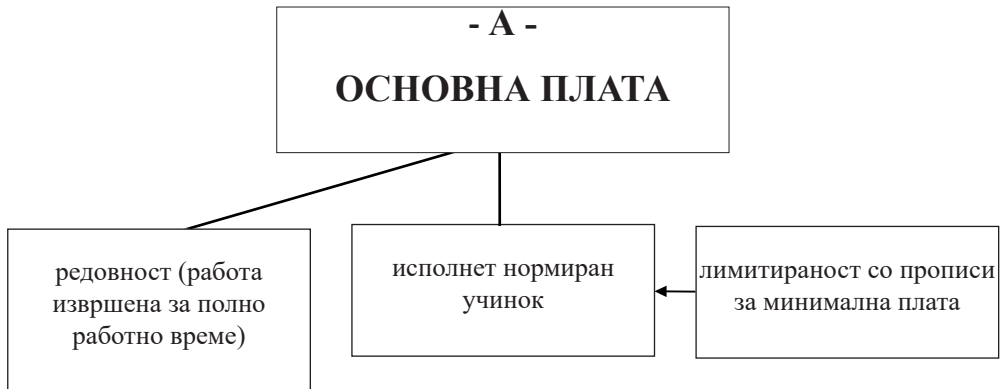 - А -
ОСНОВНА ПЛАТА
редовност (работа
извршена за полно
работно време)
исполнет нормиран
учинок
лимитираност со прописи
за минимална плата